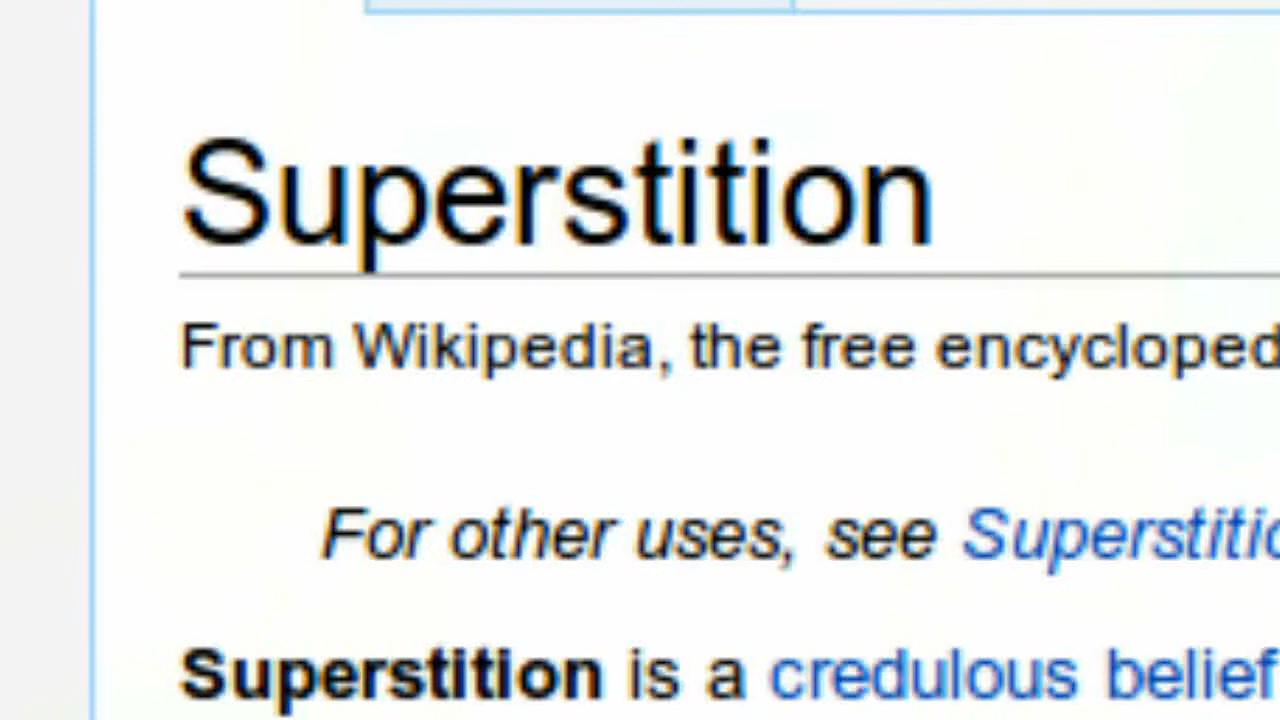 Superstition
From Wikipedia, the free encycloped
For other uses, see Superstitio
Superstition is a credulous belief